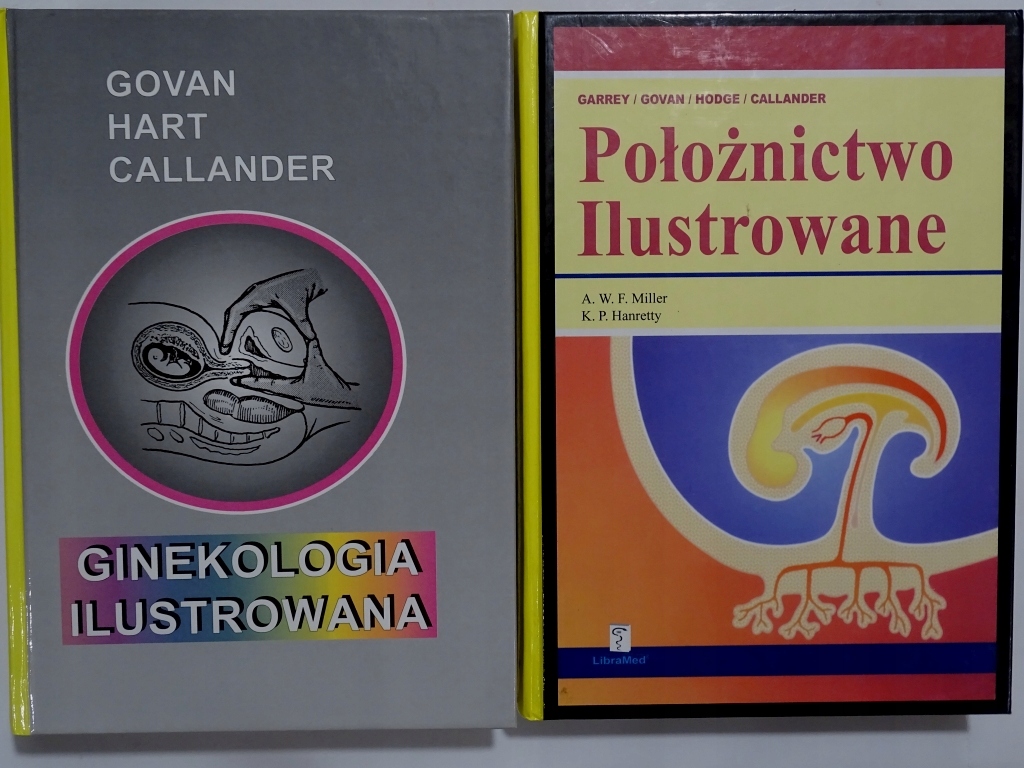 GOVAN
HART
CALLANDER
GINEKOLOGIA
ILUSTROWANA
GARREY / GOVAN / HODGE / CALLANDER
Położnictwo
Ilustrowane
A. W. F. Miller
K. P. Hanretty
LibraMed